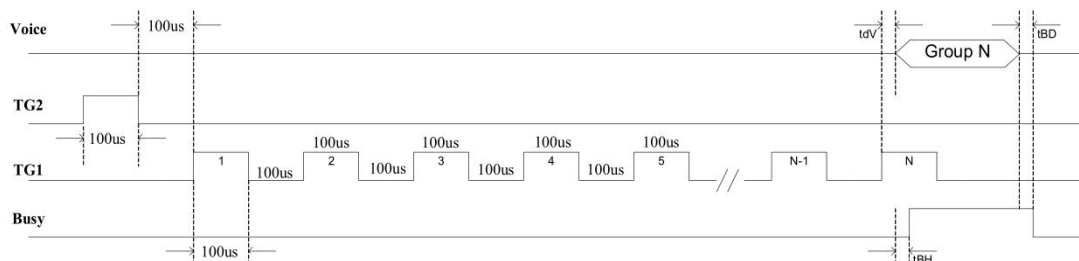 Voice 100us tdV Group N tBD
TG2
100us
100us 100us 100us 100us
TG1 1 2 3 4 5 N-1 N
100us 100us 100us 100us
Busy
100us tBH